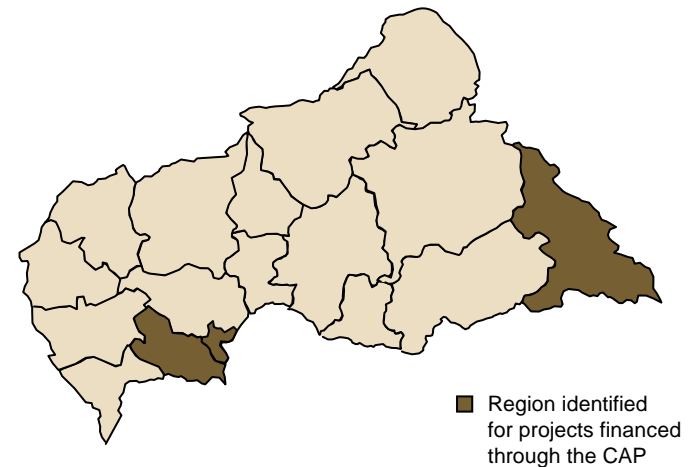 Region identified
for projects financed
through the CAP